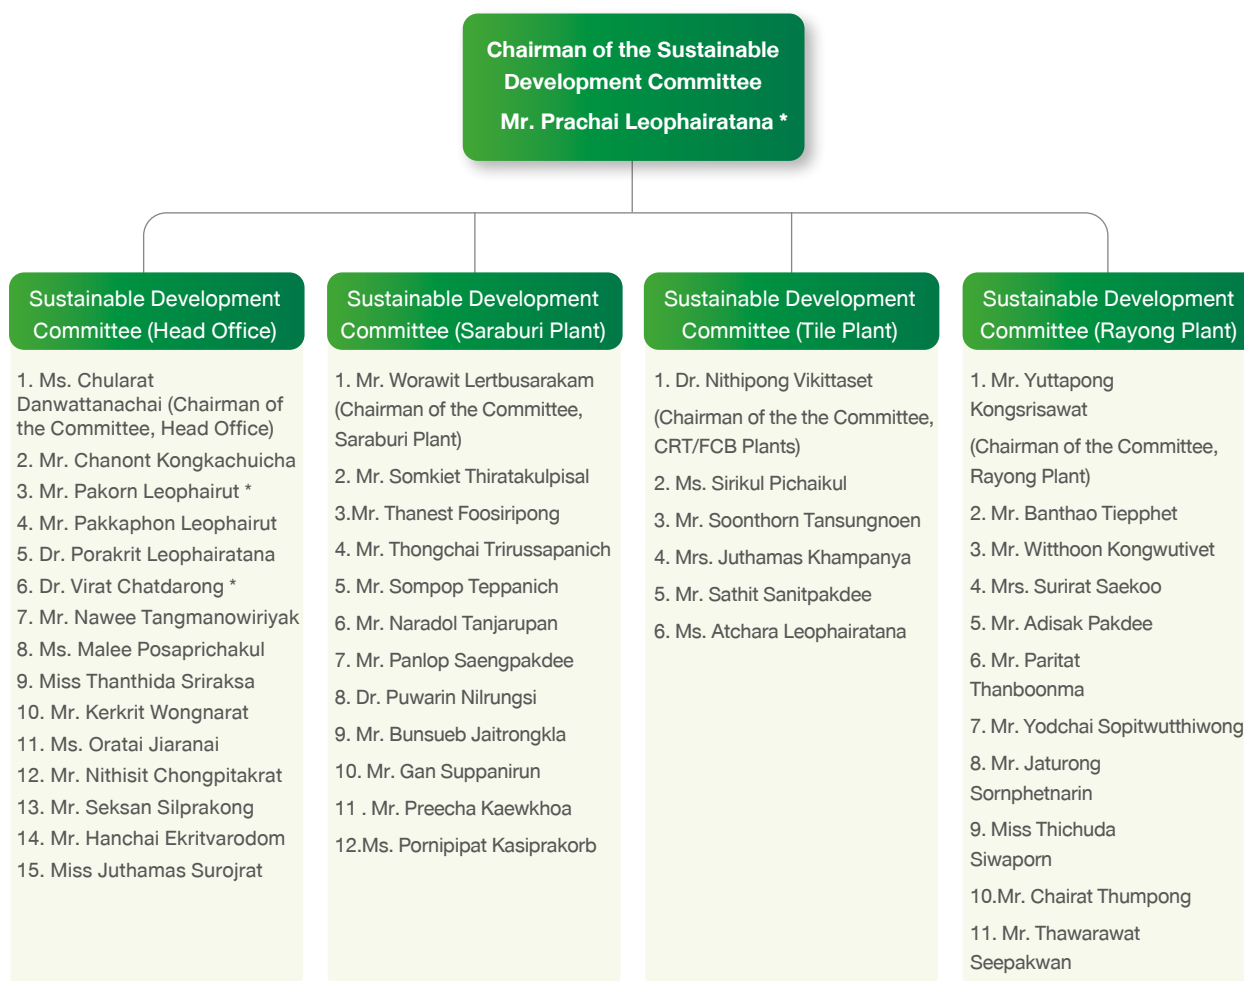 Chairman of the Sustainable
Development Committee
Mr. Prachai Leophairatana *
Sustainable Development
Committee (Head Office)
1. Ms. Chularat
Danwattanachai (Chairman of
the Committee, Head Office)
2. Mr. Chanont Kongkachuicha
3. Mr. Pakorn Leophairut *
4. Mr. Pakkaphon Leophairut
5. Dr. Porakrit Leophairatana
6. Dr. Virat Chatdarong *
7. Mr. Nawee Tangmanowiriyak
8. Ms. Malee Posaprichakul
9. Miss Thanthida Sriraksa
10. Mr. Kerkrit Wongnarat
11. Ms. Oratai Jiaranai
12. Mr. Nithisit Chongpitakrat
13. Mr. Seksan Silprakong
14. Mr. Hanchai Ekritvarodom
15. Miss Juthamas Surojrat
Sustainable Development
Committee (Saraburi Plant)
1. Mr. Worawit Lertbusarakam
(Chairman of the Committee,
Saraburi Plant)
2. Mr. Somkiet Thiratakulpisal
3.Mr. Thanest Foosiripong
4. Mr. Thongchai Trirussapanich
5. Mr. Sompop Teppanich
6. Mr. Naradol Tanjarupan
7. Mr. Panlop Saengpakdee
8. Dr. Puwarin Nilrungsi
9. Mr. Bunsueb Jaitrongkla
10. Mr. Gan Suppanirun
11 . Mr. Preecha Kaewkhoa
12.Ms. Pornipipat Kasiprakorb
Sustainable Development
Committee (Tile Plant)
1. Dr. Nithipong Vikittaset
(Chairman of the the Committee,
CRT/FCB Plants)
2. Ms. Sirikul Pichaikul
3. Mr. Soonthorn Tansungnoen
4. Mrs. Juthamas Khampanya
5. Mr. Sathit Sanitpakdee
6. Ms. Atchara Leophairatana
Sustainable Development
Committee (Rayong Plant)
1. Mr. Yuttapong
Kongsrisawat
(Chairman of the Committee,
Rayong Plant)
2. Mr. Banthao Tiepphet
3. Mr. Witthoon Kongwutivet
4. Mrs. Surirat Saekoo
5. Mr. Adisak Pakdee
6. Mr. Paritat
Thanboonma
7. Mr. Yodchai Sopitwutthiwong
8. Mr. Jaturong
Sornphetnarin
9. Miss Thichuda
Siwaporn
10.Mr. Chairat Thumpong
11. Mr. Thawarawat
Seepakwan